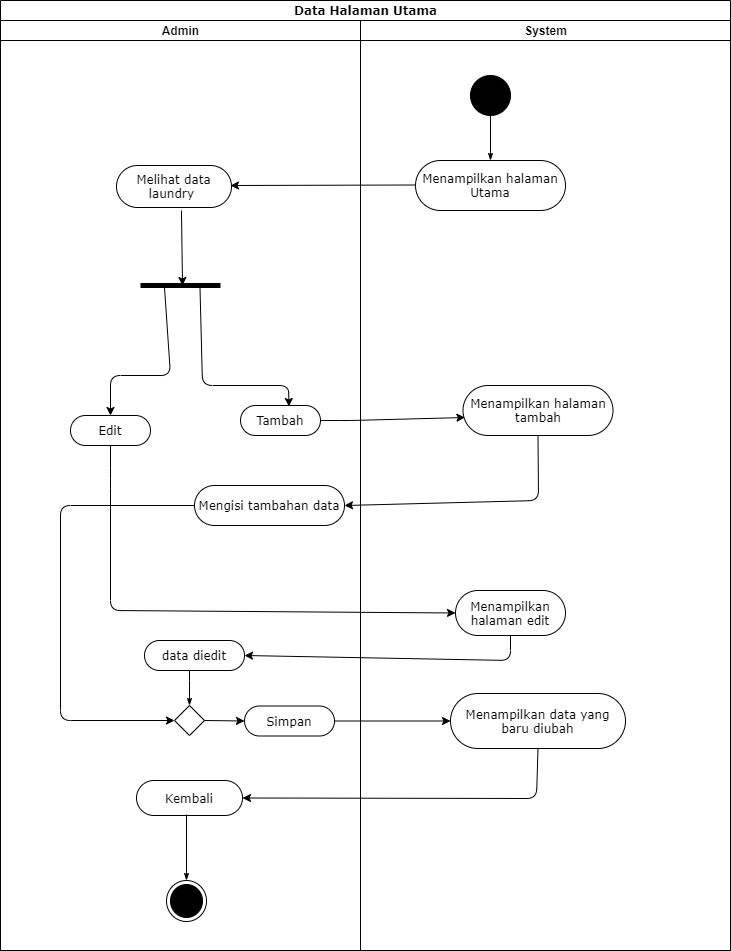 Data Halaman Utama
Admin
System
Menampilkan halaman
Utama
Melihat data
laundry
Edit
Tambah
Menampilkan halaman
tambah
Mengisi tambahan data
Menampilkan
halaman edit
data diedit
Simpan
Menampilkan data yang
baru diubah
Kembali